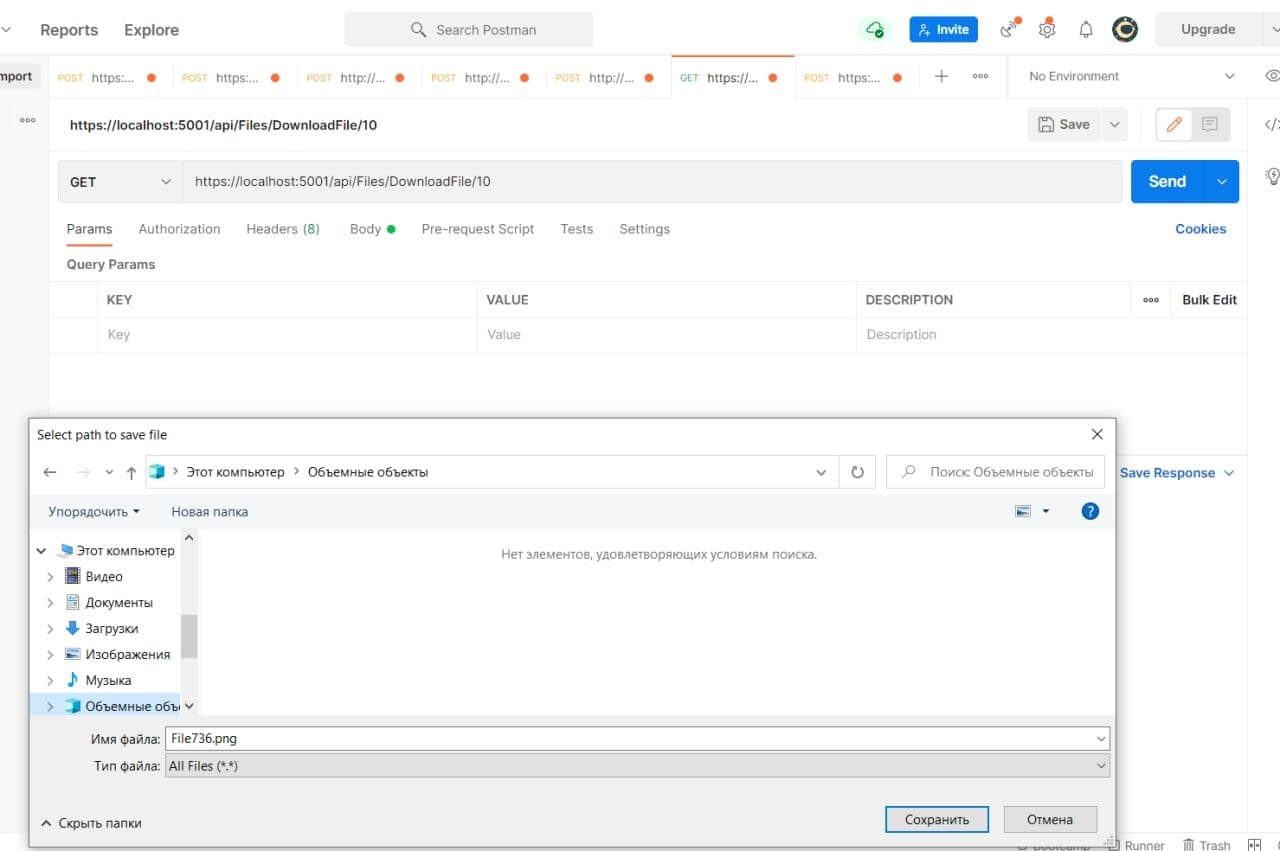 Reports Explore Search Postman Invite Upgrade
mport POST https:... POST https:... POST http://... POST http://... POST http://... GET https://... POST https:... No Environment
https://localhost:5001/api/Files/DownloadFile/10 Save
GET https://localhost:5001/api/Files/DownloadFile/10 Send
Params Authorization Headers (8) Body Pre-request Script Tests Settings Cookies
Query Params
KEY VALUE DESCRIPTION Bulk Edit
Key Value Description
Select path to save file
Этот компьютер Объемные объекты Поиск: Объемные объекты Save Response
Упорядочить Новая папка
Этот компьютер
Нет элементов, удовлетворяющих условиям поиска.
Видео
Документы
Загрузки
Изображения
Музыка
Объемные объ
Имя файла: File736.png
Тип файла: All Files (*.*)
Скрыть папки Сохранить Отмена
Runner Trash